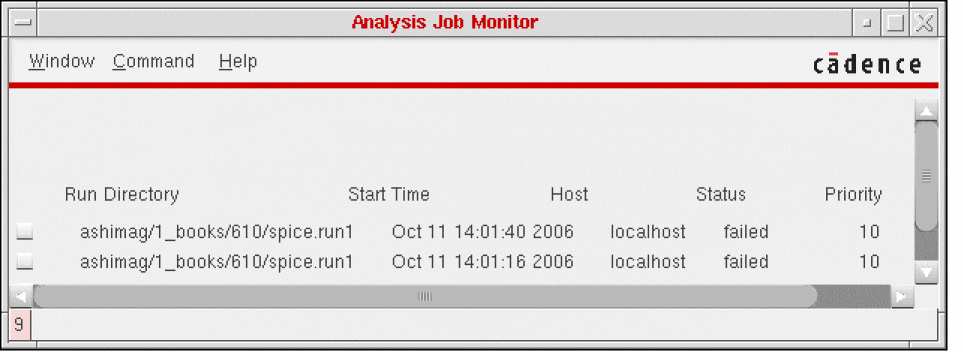 Analysis Job Monitor
Window Command Help cādence
Run Directory Start Time Host Status Priority
ashimag/1_books/610/spice.run1 Oct 11 14:01:40 2006 localhost failed 10
ashimag/1_books/610/spice.run1 Oct 11 14:01:16 2006 localhost failed 10
9